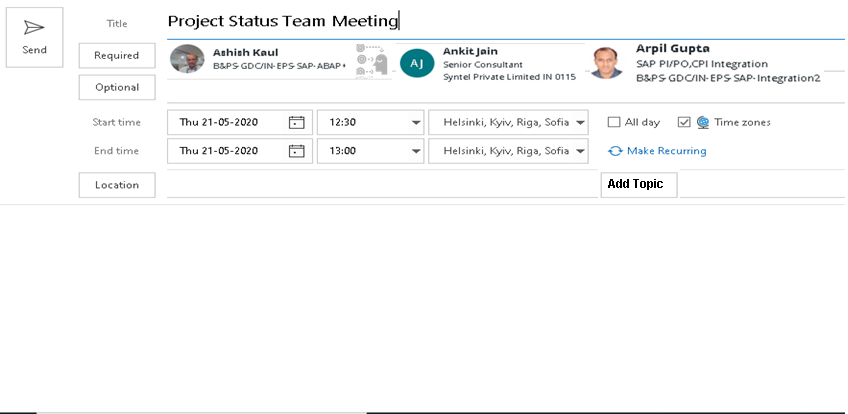 Title
Project Status Team Meeting
Send
Required
Ashish Kaul
B&PS-GDC/IN-EPS-SAP-ABAP+
AJ
Ankit Jain
Senior Consultant
Syntel Private Limited IN 0115
Arpil Gupta
SAP PI/PO,CPI Integration
B&PS-GDC/IN-EPS-SAP-Integration2
Optional
Start time
Thu 21-05-2020
12:30
Helsinki, Kyiv, Riga, Sofia
All day
Time zones
End time
Thu 21-05-2020
13:00
Helsinki, Kyiv, Riga, Sofia
Make Recurring
Location
Add Topic